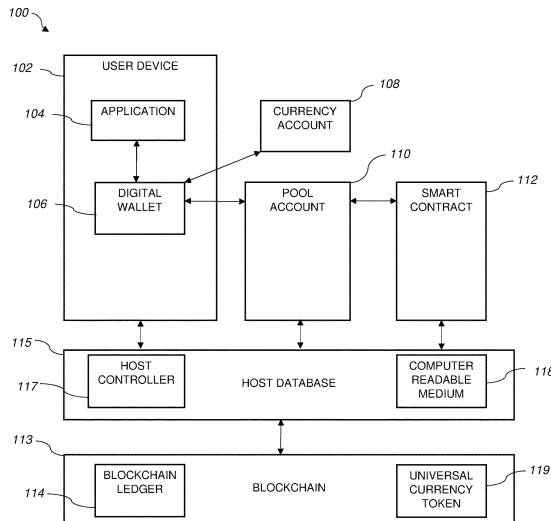 100
102
USER DEVICE
104
APPLICATION
CURRENCY
ACCOUNT
108
106
DIGITAL
WALLET
110
POOL
ACCOUNT
112
SMART
CONTRACT
115
117
HOST
CONTROLLER
HOST DATABASE
COMPUTER
READABLE
MEDIUM
118
113
114
BLOCKCHAIN
LEDGER
BLOCKCHAIN
UNIVERSAL
CURRENCY
TOKEN
119